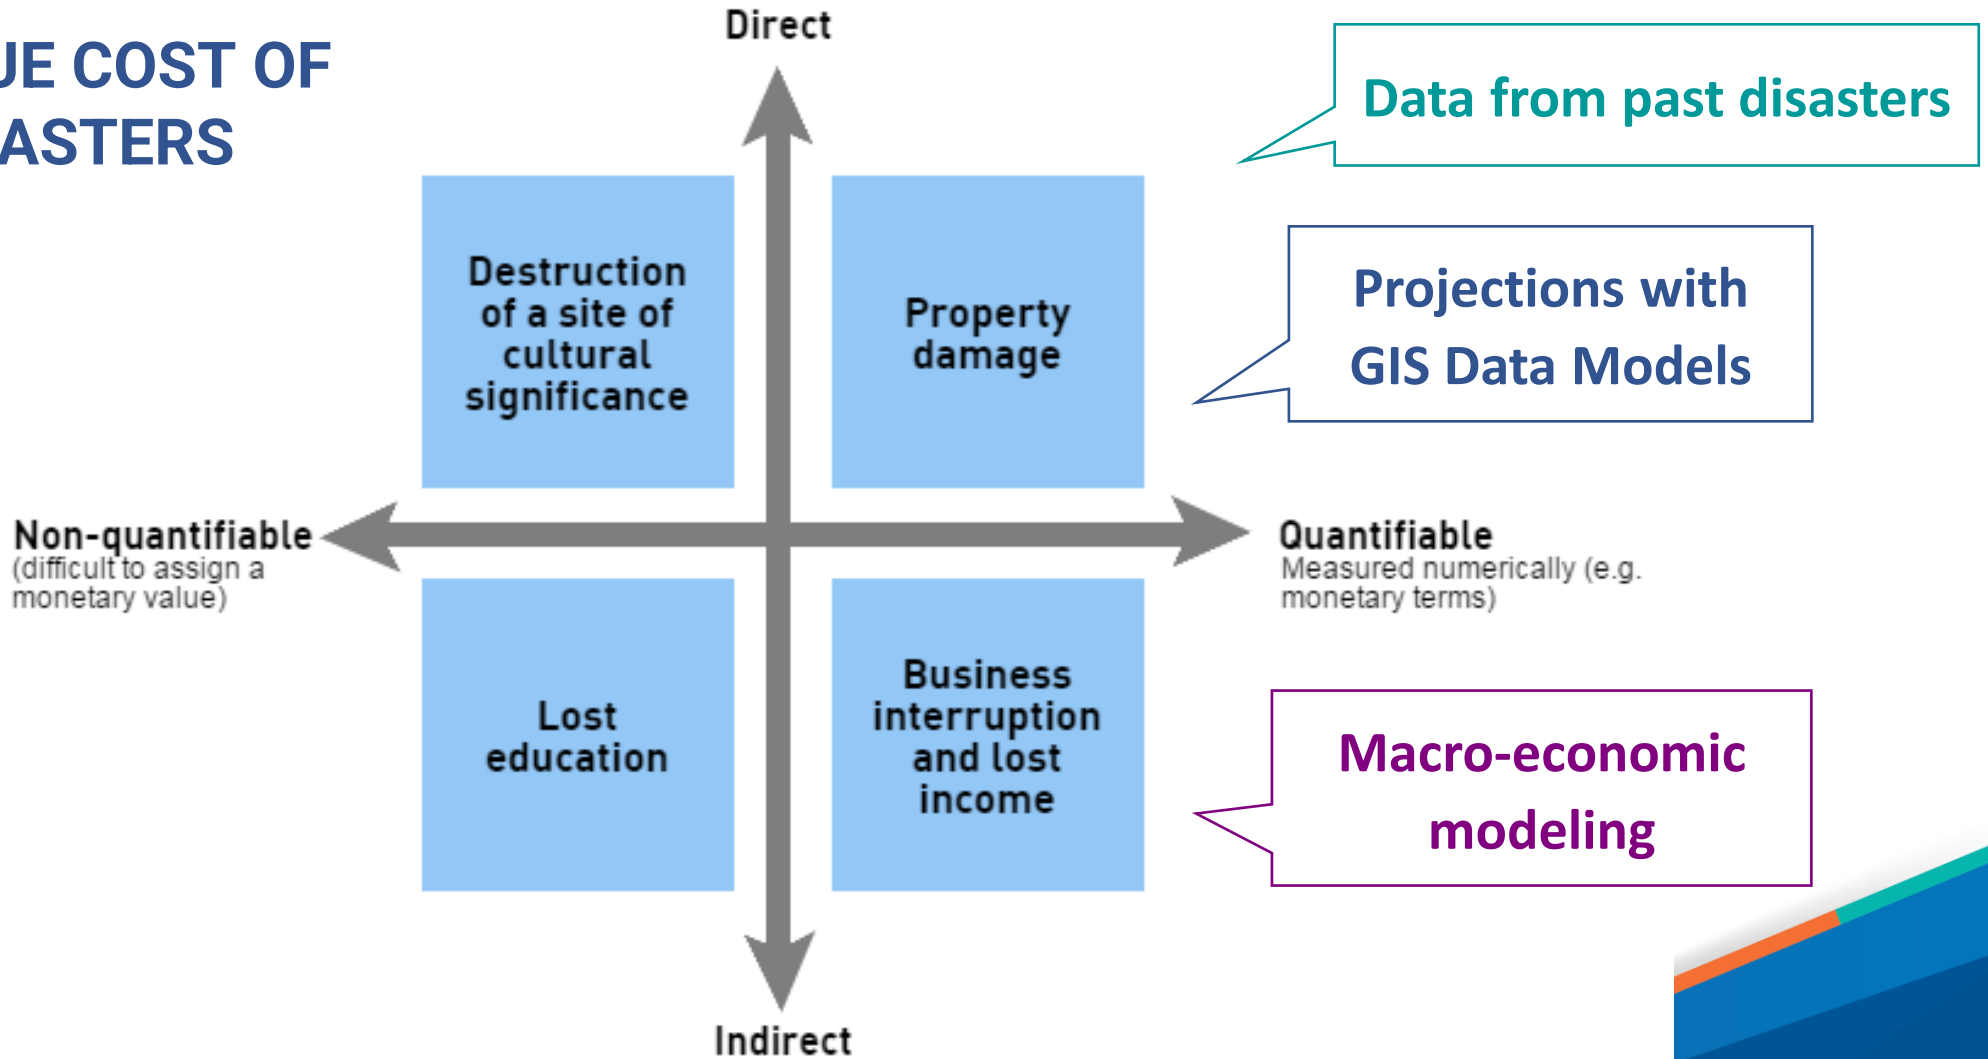 UE COST OF
ASTERS
Direct
Data from past disasters
Destruction
of a site of
cultural
significance
Property
damage
Projections with
GIS Data Models
Non-quantifiable
(difficult to assign a
monetary value)
Quantifiable
Measured numerically (e.g.
monetary terms)
Lost
education
Business
interruption
and lost
income
Macro-economic
modeling
Indirect